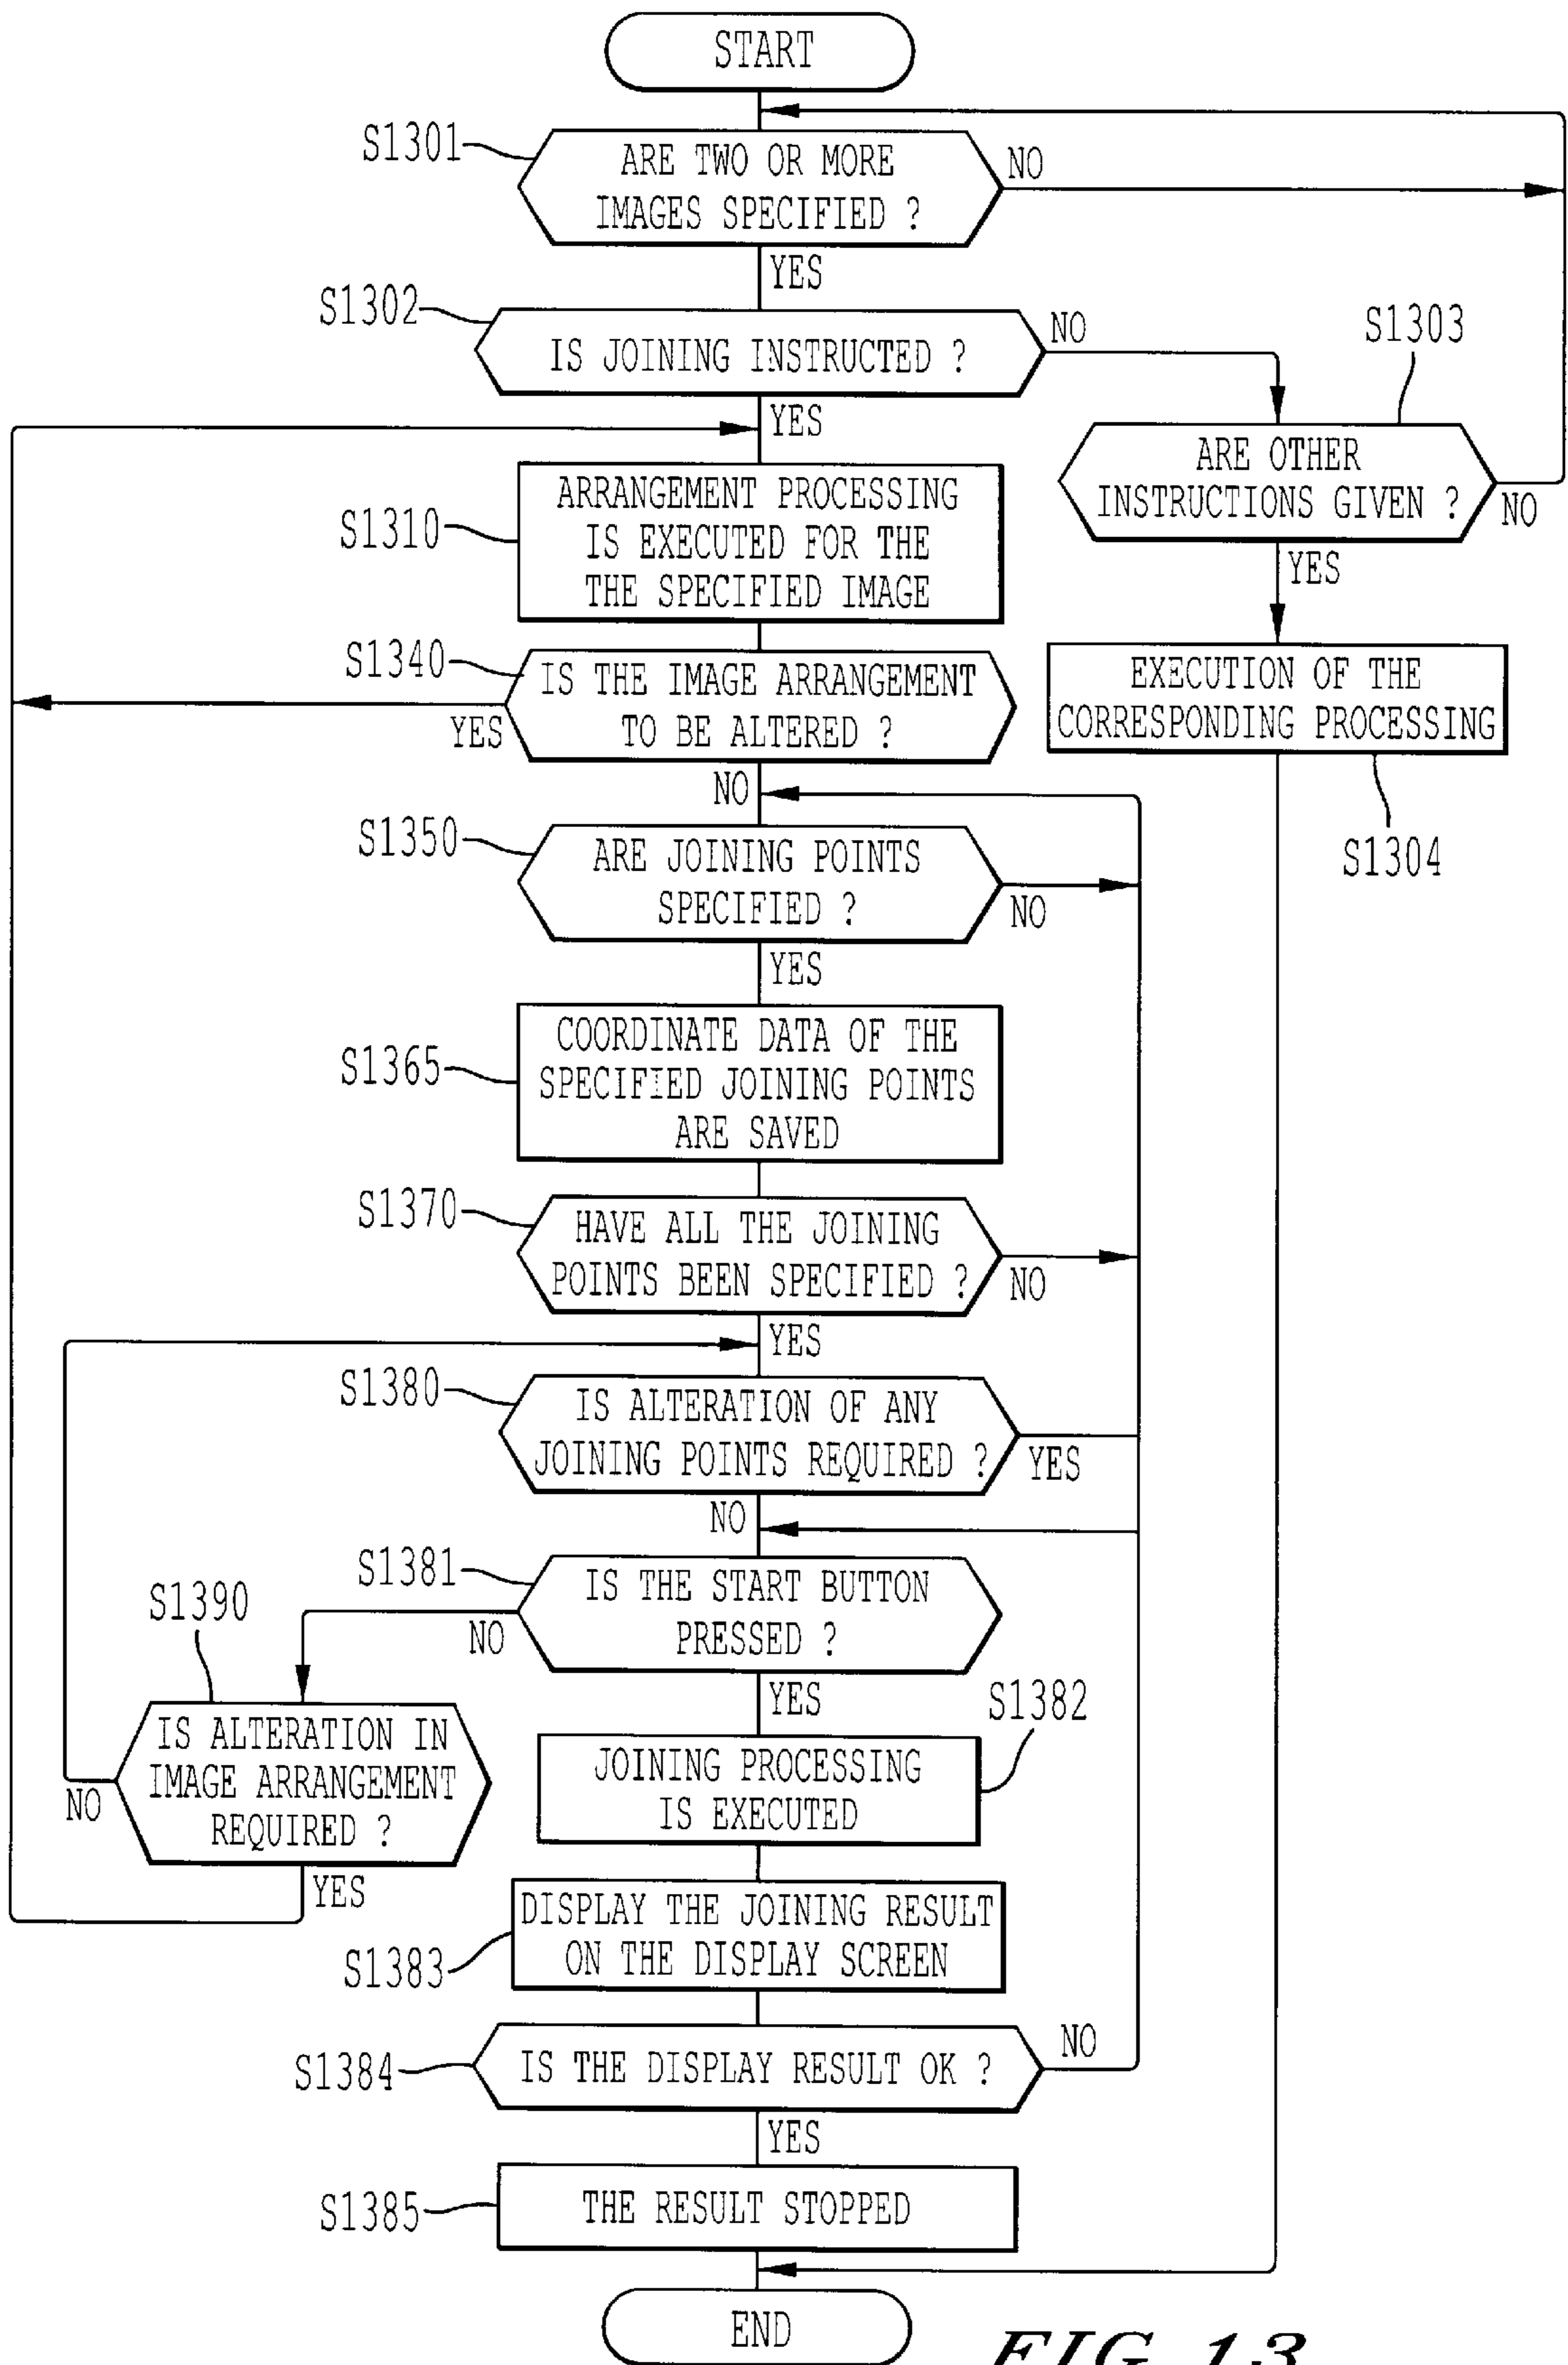 START
S1301
ARE TWO OR MORE
IMAGES SPECIFIED ?
NO
YES
S1302
IS JOINING INSTRUCTED ?
NO
YES
S1303
ARE OTHER
INSTRUCTIONS GIVEN ?
NO
YES
S1310
ARRANGEMENT PROCESSING
IS EXECUTED FOR THE
THE SPECIFIED IMAGE
EXECUTION OF THE
CORRESPONDING PROCESSING
S1304
S1340
IS THE IMAGE ARRANGEMENT
TO BE ALTERED ?
YES
NO
S1350
ARE JOINING POINTS
SPECIFIED ?
NO
YES
S1365
COORDINATE DATA OF THE
SPECIFIED JOINING POINTS
ARE SAVED
S1370
HAVE ALL THE JOINING
POINTS BEEN SPECIFIED ?
NO
YES
S1380
IS ALTERATION OF ANY
JOINING POINTS REQUIRED ?
YES
NO
S1381
IS THE START BUTTON
PRESSED ?
NO
YES
S1390
IS ALTERATION IN
IMAGE ARRANGEMENT
REQUIRED ?
NO
YES
S1382
JOINING PROCESSING
IS EXECUTED
S1383
DISPLAY THE JOINING RESULT
ON THE DISPLAY SCREEN
S1384
IS THE DISPLAY RESULT OK ?
NO
YES
S1385
THE RESULT STOPPED
END
FIG. 13